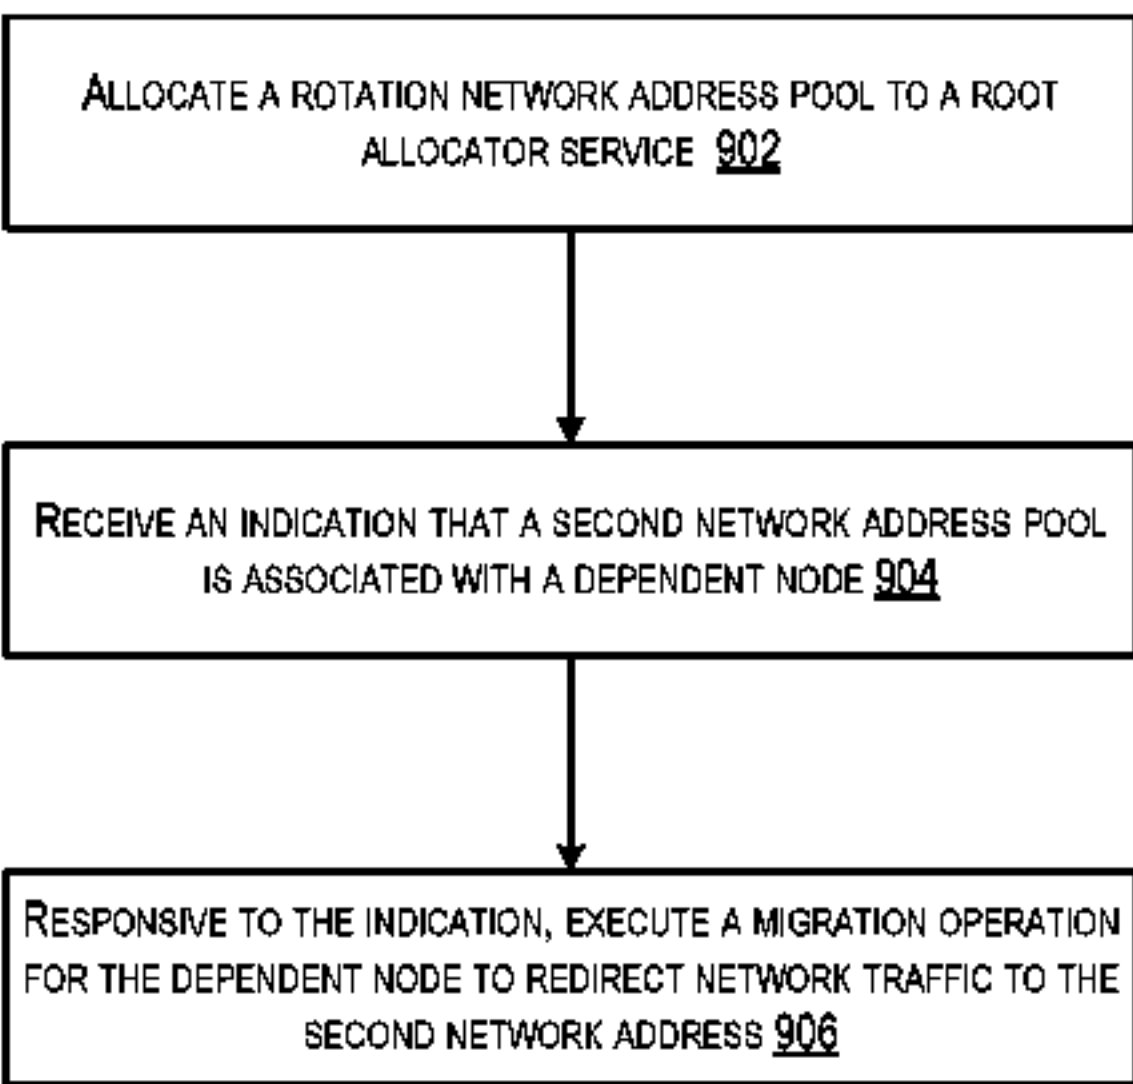 ALLOCATE A ROTATION NETWORK ADDRESS POOL TO A ROOT
ALLOCATOR SERVICE 902
RECEIVE AN INDICATION THAT A SECOND NETWORK ADDRESS POOL
IS ASSOCIATED WITH A DEPENDENT NODE 904
RESPONSIVE TO THE INDICATION, EXECUTE A MIGRATION OPERATION
FOR THE DEPENDENT NODE TO REDIRECT NETWORK TRAFFIC TO THE
SECOND NETWORK ADDRESS 906